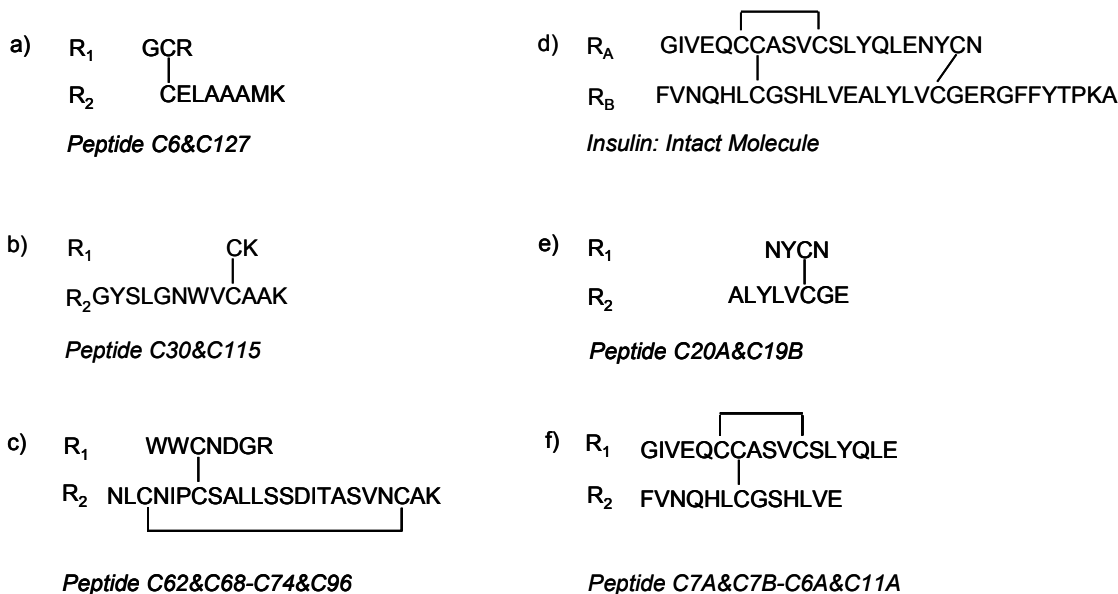 a)
R1 GCR
R2 CELAAAMK
Peptide C6&C127
b)
R1 CK
R2 GYSLGNWVCAAK
Peptide C30&C115
c)
R1 WWCNDGR
R2 NLCNIPCSALLSSDITASVNCAK
Peptide C62&C68-C74&C96
d)
RA GIVEQCCASVCSLYQLENYCN
RB FVNQHLCGSHLVEALYLVCGERGFFYTPKA
Insulin: Intact Molecule
e)
R1 NYCN
R2 ALYLVCGE
Peptide C20A&C19B
f)
R1 GIVEQCCASVCSLYQLE
R2 FVNQHLCGSHLVE
Peptide C7A&C7B-C6A&C11A